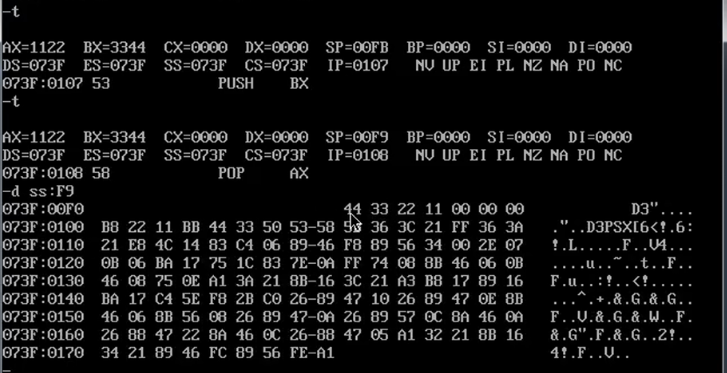 -t
AX=1122 BX=3344 CX=0000 DX=0000 SP=00FB BP=0000 SI=0000 DI=0000
DS=073F ES=073F SS=073F CS=073F IP=0107 NV UP EI PL NZ NA PO NC
073F:0107 53 PUSH BX
-t
AX=1122 BX=3344 CX=0000 DX=0000 SP=00F9 BP=0000 SI=0000 DI=0000
DS=073F ES=073F SS=073F CS=073F IP=0108 NV UP EI PL NZ NA PO NC
073F:0108 58 POP AX
-d ss:F9
073F:00F0 44 33 22 11 00 00 00 D3"....
073F:0100 B8 22 11 BB 44 33 50 53-58 36 3C 21 FF 36 3A ."..D3PSX[6<!.6:
073F:0110 21 E8 4C 14 83 C4 06 89-46 F8 89 56 34 00 2E 07 !.L.....F..V4...
073F:0120 0B 06 BA 17 75 1C 83 7E-0A FF 74 08 8B 46 06 0B ....u..~..t..F..
073F:0130 46 08 75 0E A1 3A 21 8B-16 3C 21 A3 B8 17 89 16 F.u..:!..<!.....
073F:0140 BA 17 C4 5E F8 2B C0 26-89 47 10 26 89 47 0E 8B ...^.+.&.G.&.G..
073F:0150 46 06 8B 56 08 26 89 47-0A 26 89 57 0C 8A 46 0A F..V.&.G.&.W..F.
073F:0160 26 88 47 22 8A 46 0C 26-88 47 05 A1 32 21 8B 16 &.G".F.&.G..2!..
073F:0170 34 21 89 46 FC 89 56 FE-A1 4!.F..V..